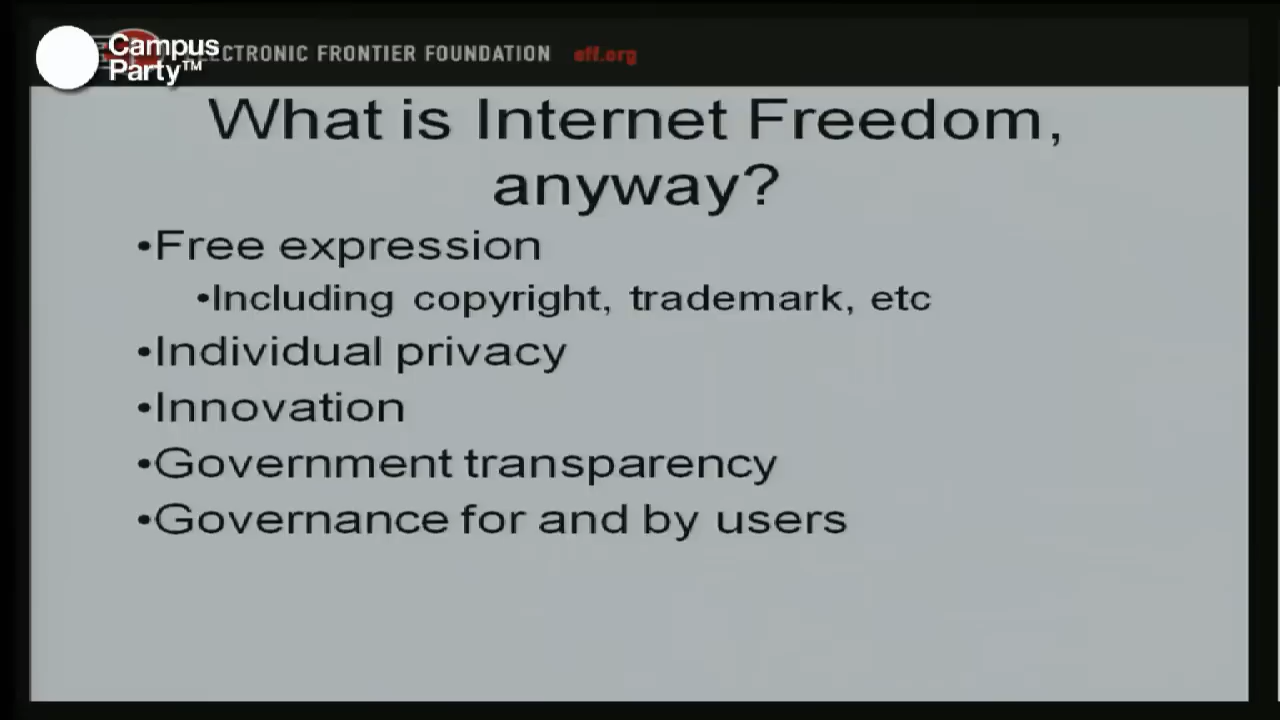 Campus
Party™
ELECTRONIC FRONTIER FOUNDATION eff.org
What is Internet Freedom,
anyway?
•Free expression
•Including copyright, trademark, etc
•Individual privacy
•Innovation
•Government transparency
•Governance for and by users